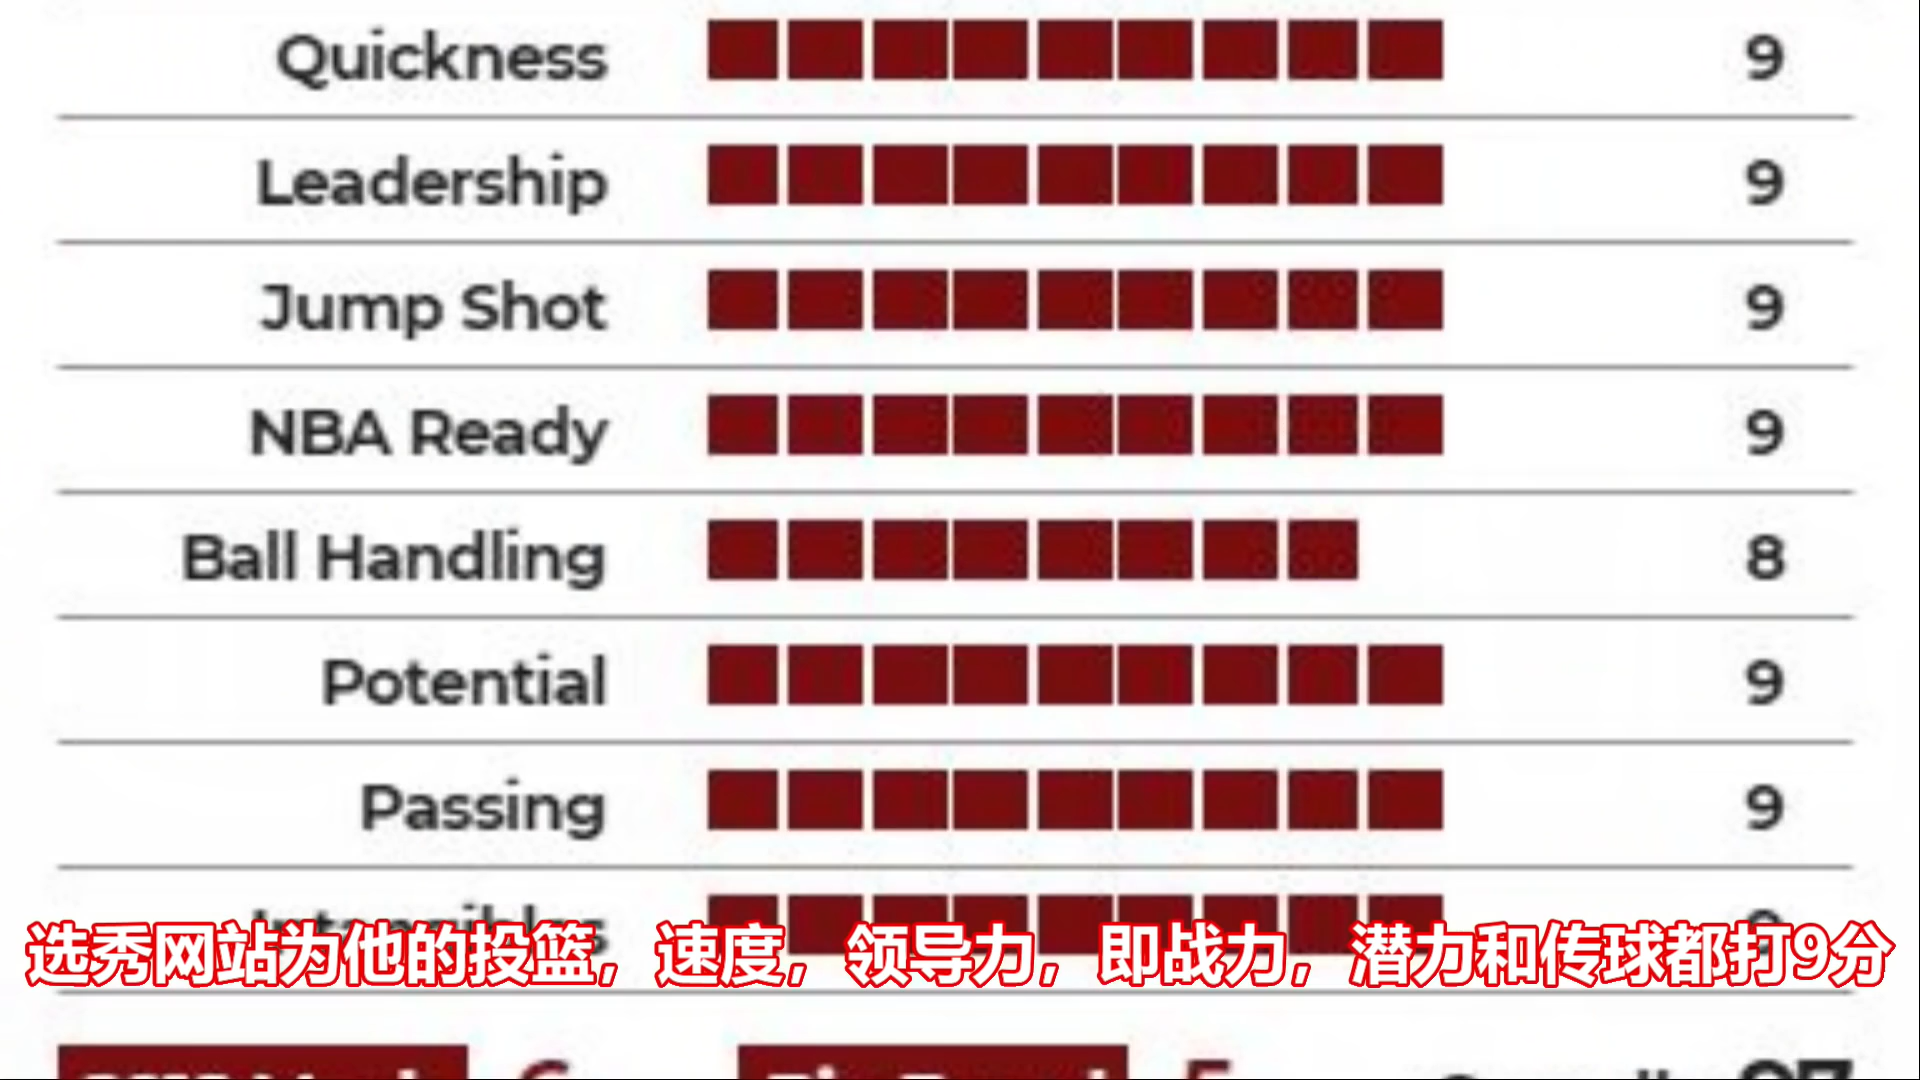 Quickness 9
Leadership 9
Jump Shot 9
NBA Ready 9
Ball Handling 8
Potential 9
Passing 9
选秀网站为他的投篮，速度，领导力，即战力，潜力和传球都打9分